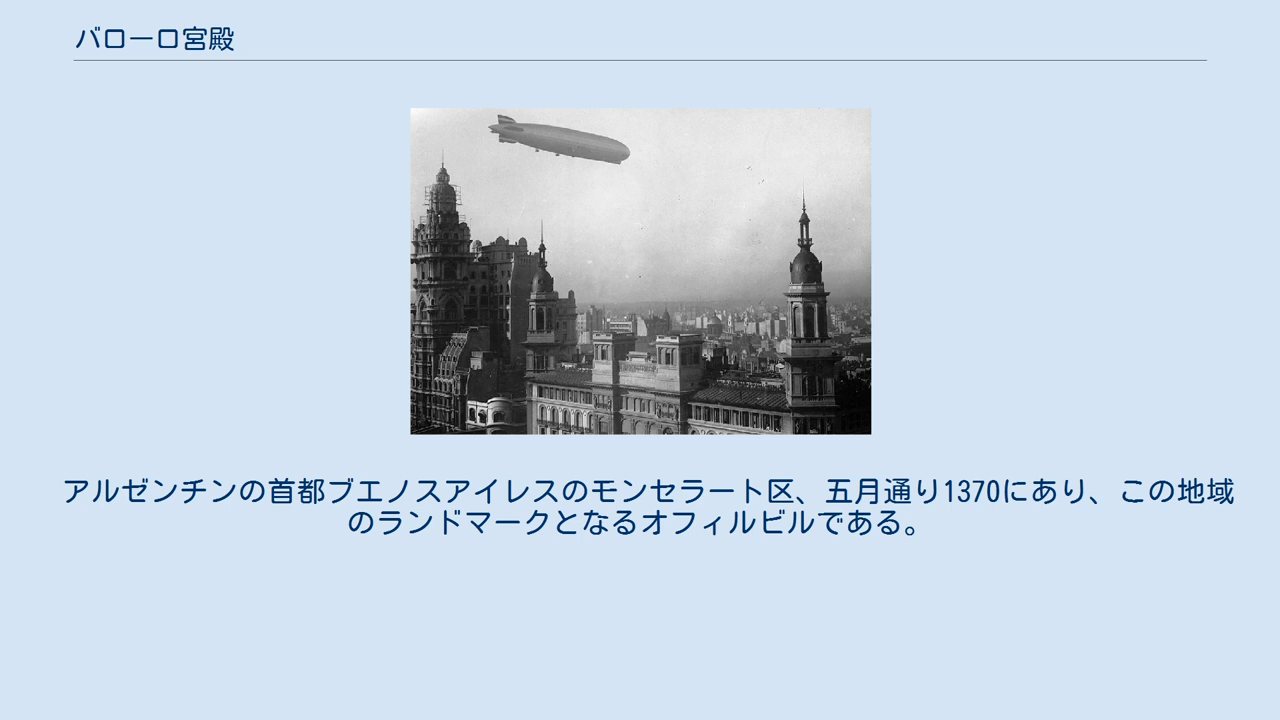 バローロ宮殿
アルゼンチンの首都ブエノスアイレスのモンセラート区、五月通り1370にあり、この地域
のランドマークとなるオフィルビルである。